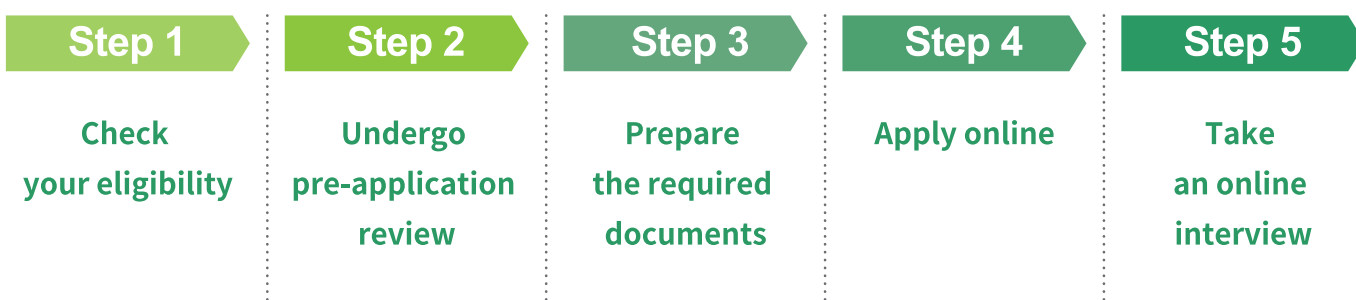 Step 1
Check
your eligibility
Step 2
Undergo
pre-application
review
Step 3
Prepare
the required
documents
Step 4
Apply online
Step 5
Take
an online
interview